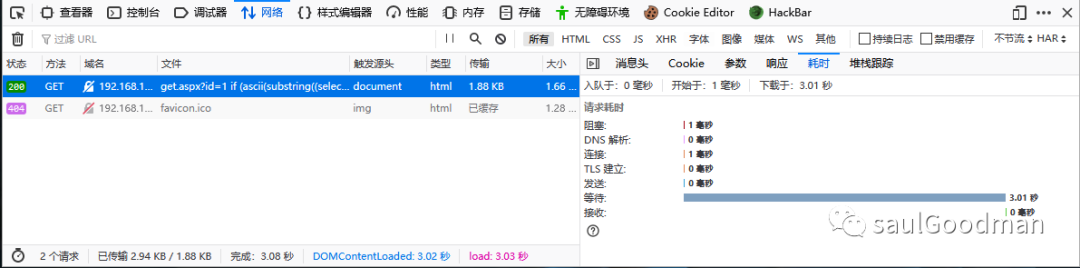 查看器 控制台 调试器 网络 样式编辑器 性能 内存 存储 无障碍环境 Cookie Editor HackBar
过滤 URL 所有 HTML CSS JS XHR 字体 图像 媒体 WS 其他 持续日志 禁用缓存 不节流 HAR
状态 方法 域名 文件 触发源头 类型 传输 大小
200 GET 192.168.1... get.aspx?id=1 if (ascii(substring((selec... document html 1.88 KB 1.66 ...
404 GET 192.168.1... favicon.ico img html 已缓存 1.28 ...
2 个请求 已传输 2.94 KB / 1.88 KB 完成：3.08 秒 DOMContentLoaded: 3.02 秒 load: 3.03 秒
消息头 Cookie 参数 响应 耗时 堆栈跟踪
入队于: 0 毫秒 开始于: 1 毫秒 下载于: 3.01 秒
请求耗时
阻塞: 1 毫秒
DNS 解析: 0 毫秒
连接: 1 毫秒
TLS 建立: 0 毫秒
发送: 0 毫秒
等待: 3.01 秒
接收: 0 毫秒
saulGoodman